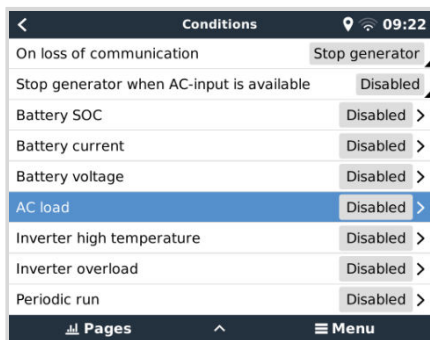 Conditions 09:22
On loss of communication Stop generator
Stop generator when AC-input is available Disabled
Battery SOC Disabled
Battery current Disabled
Battery voltage Disabled
AC load Disabled
Inverter high temperature Disabled
Inverter overload Disabled
Periodic run Disabled
Pages Menu